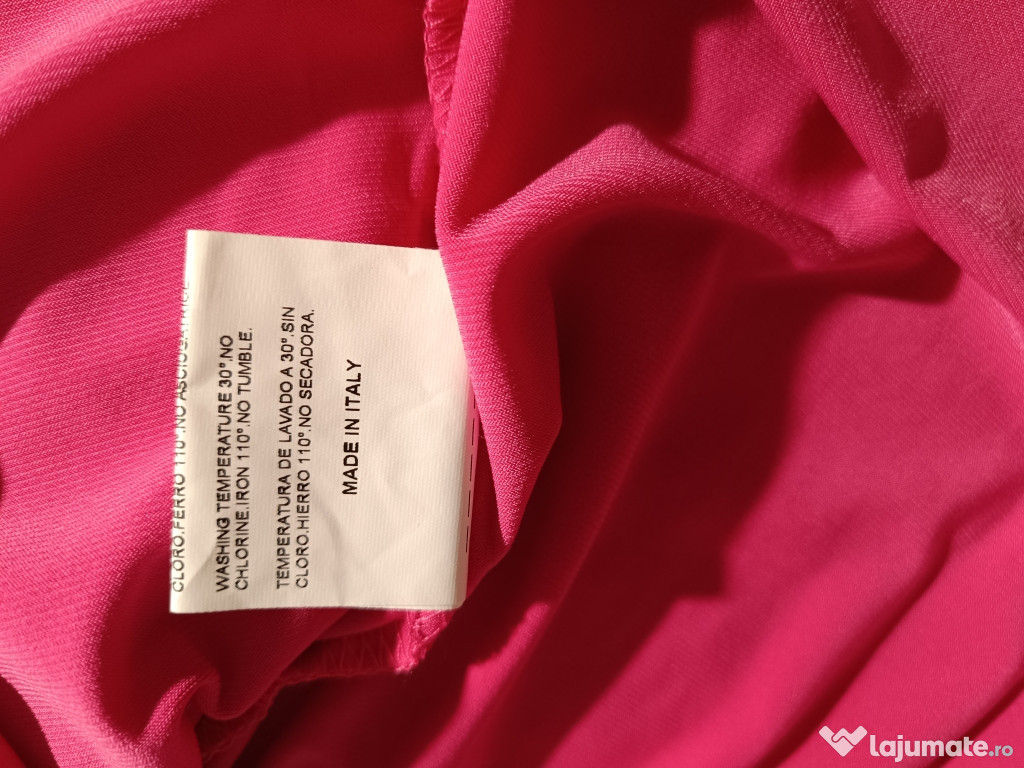 CLORO.FERRO 110°.NO ASCIUGATRICE
WASHING TEMPERATURE 30°.NO
CHLORINE.IRON 110°.NO TUMBLE.
TEMPERATURA DE LAVADO A 30°.SIN
CLORO.HIERRO 110°.NO SECADORA.
MADE IN ITALY
lajumate.ro